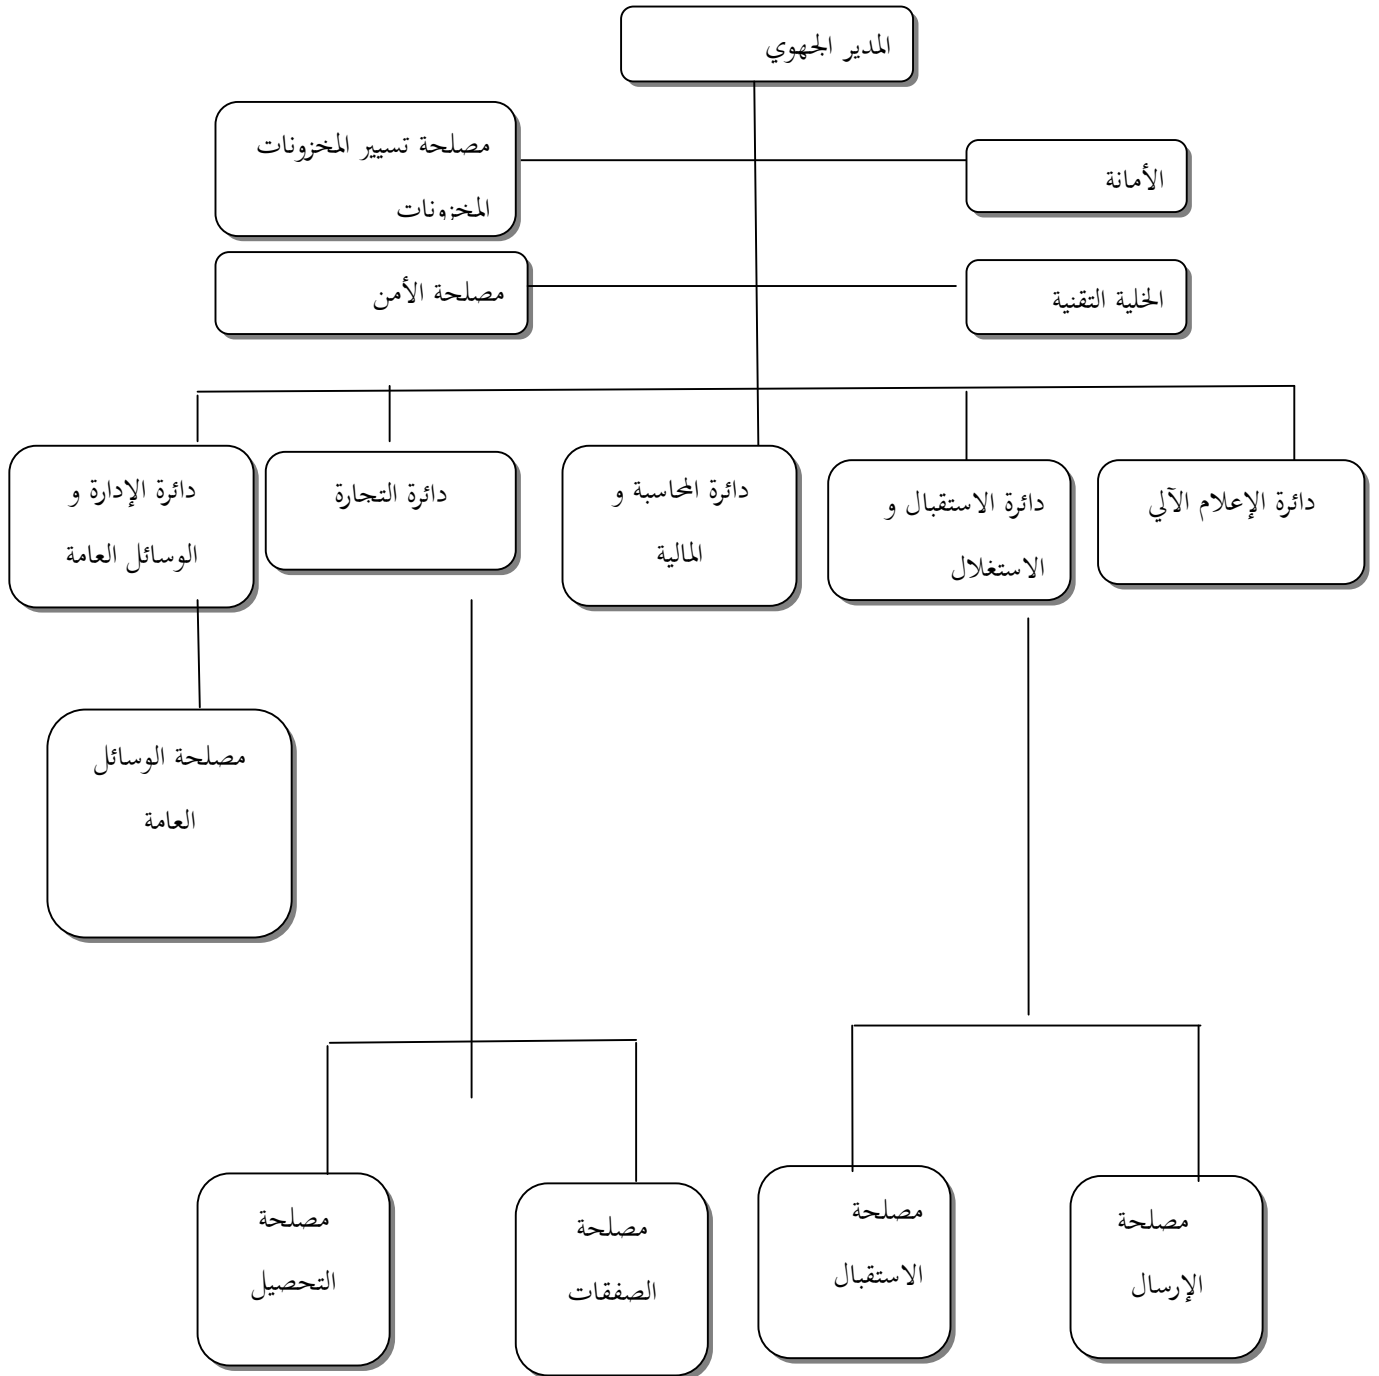 المدير الجهوي
مصلحة تسيير المخزونات
المخزونات
الأمانة
مصلحة الأمن
الخلية التقنية
دائرة الإعلام الآلي
دائرة الاستقبال و
الاستغلال
دائرة المحاسبة و
المالية
دائرة التجارة
دائرة الإدارة و
الوسائل العامة
مصلحة الوسائل
العامة
مصلحة
الإرسال
مصلحة
الاستقبال
مصلحة
الصفقات
مصلحة
التحصيل